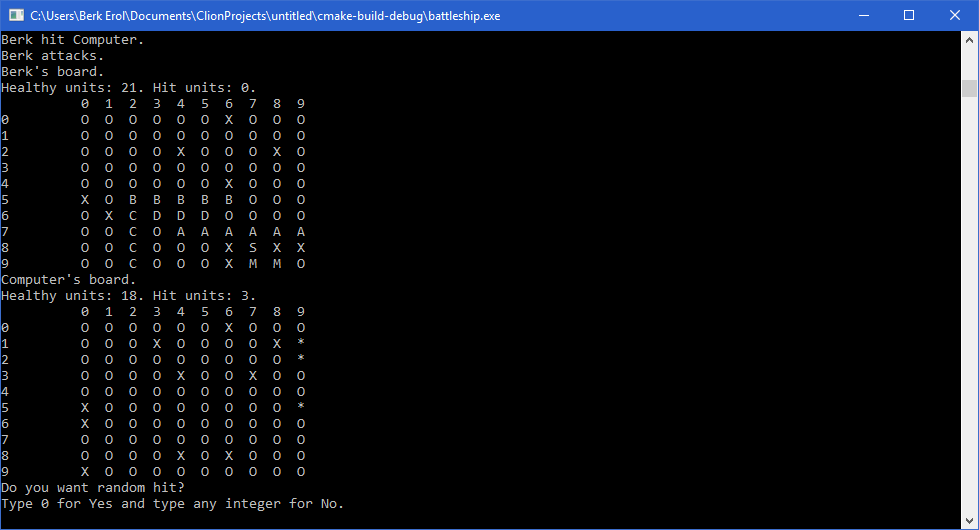 C:\Users\Berk Erol\Documents\ClionProjects\untitled\cmake-build-debug\battleship.exe
Berk hit Computer.
Berk attacks.
Berk's board.
Healthy units: 21. Hit units: 0.
          0  1  2  3  4  5  6  7  8  9
0         O  O  O  O  O  O  X  O  O  O
1         O  O  O  O  O  O  O  O  O  O
2         O  O  O  O  X  O  O  O  X  O
3         O  O  O  O  O  O  O  O  O  O
4         O  O  O  O  O  O  X  O  O  O
5         X  O  B  B  B  B  B  O  O  O
6         O  X  C  D  D  D  O  O  O  O
7         O  O  C  O  A  A  A  A  A  A
8         O  O  C  O  O  O  X  S  X  X
9         O  O  C  O  O  O  X  M  M  O
Computer's board.
Healthy units: 18. Hit units: 3.
          0  1  2  3  4  5  6  7  8  9
0         O  O  O  O  O  O  X  O  O  O
1         O  O  O  X  O  O  O  O  X  *
2         O  O  O  O  O  O  O  O  O  *
3         O  O  O  O  X  O  O  X  O  O
4         O  O  O  O  O  O  O  O  O  O
5         X  O  O  O  O  O  O  O  O  *
6         X  O  O  O  O  O  O  O  O  O
7         O  O  O  O  O  O  O  O  O  O
8         O  O  O  O  X  O  X  O  O  O
9         X  O  O  O  O  O  O  O  O  O
Do you want random hit?
Type 0 for Yes and type any integer for No.